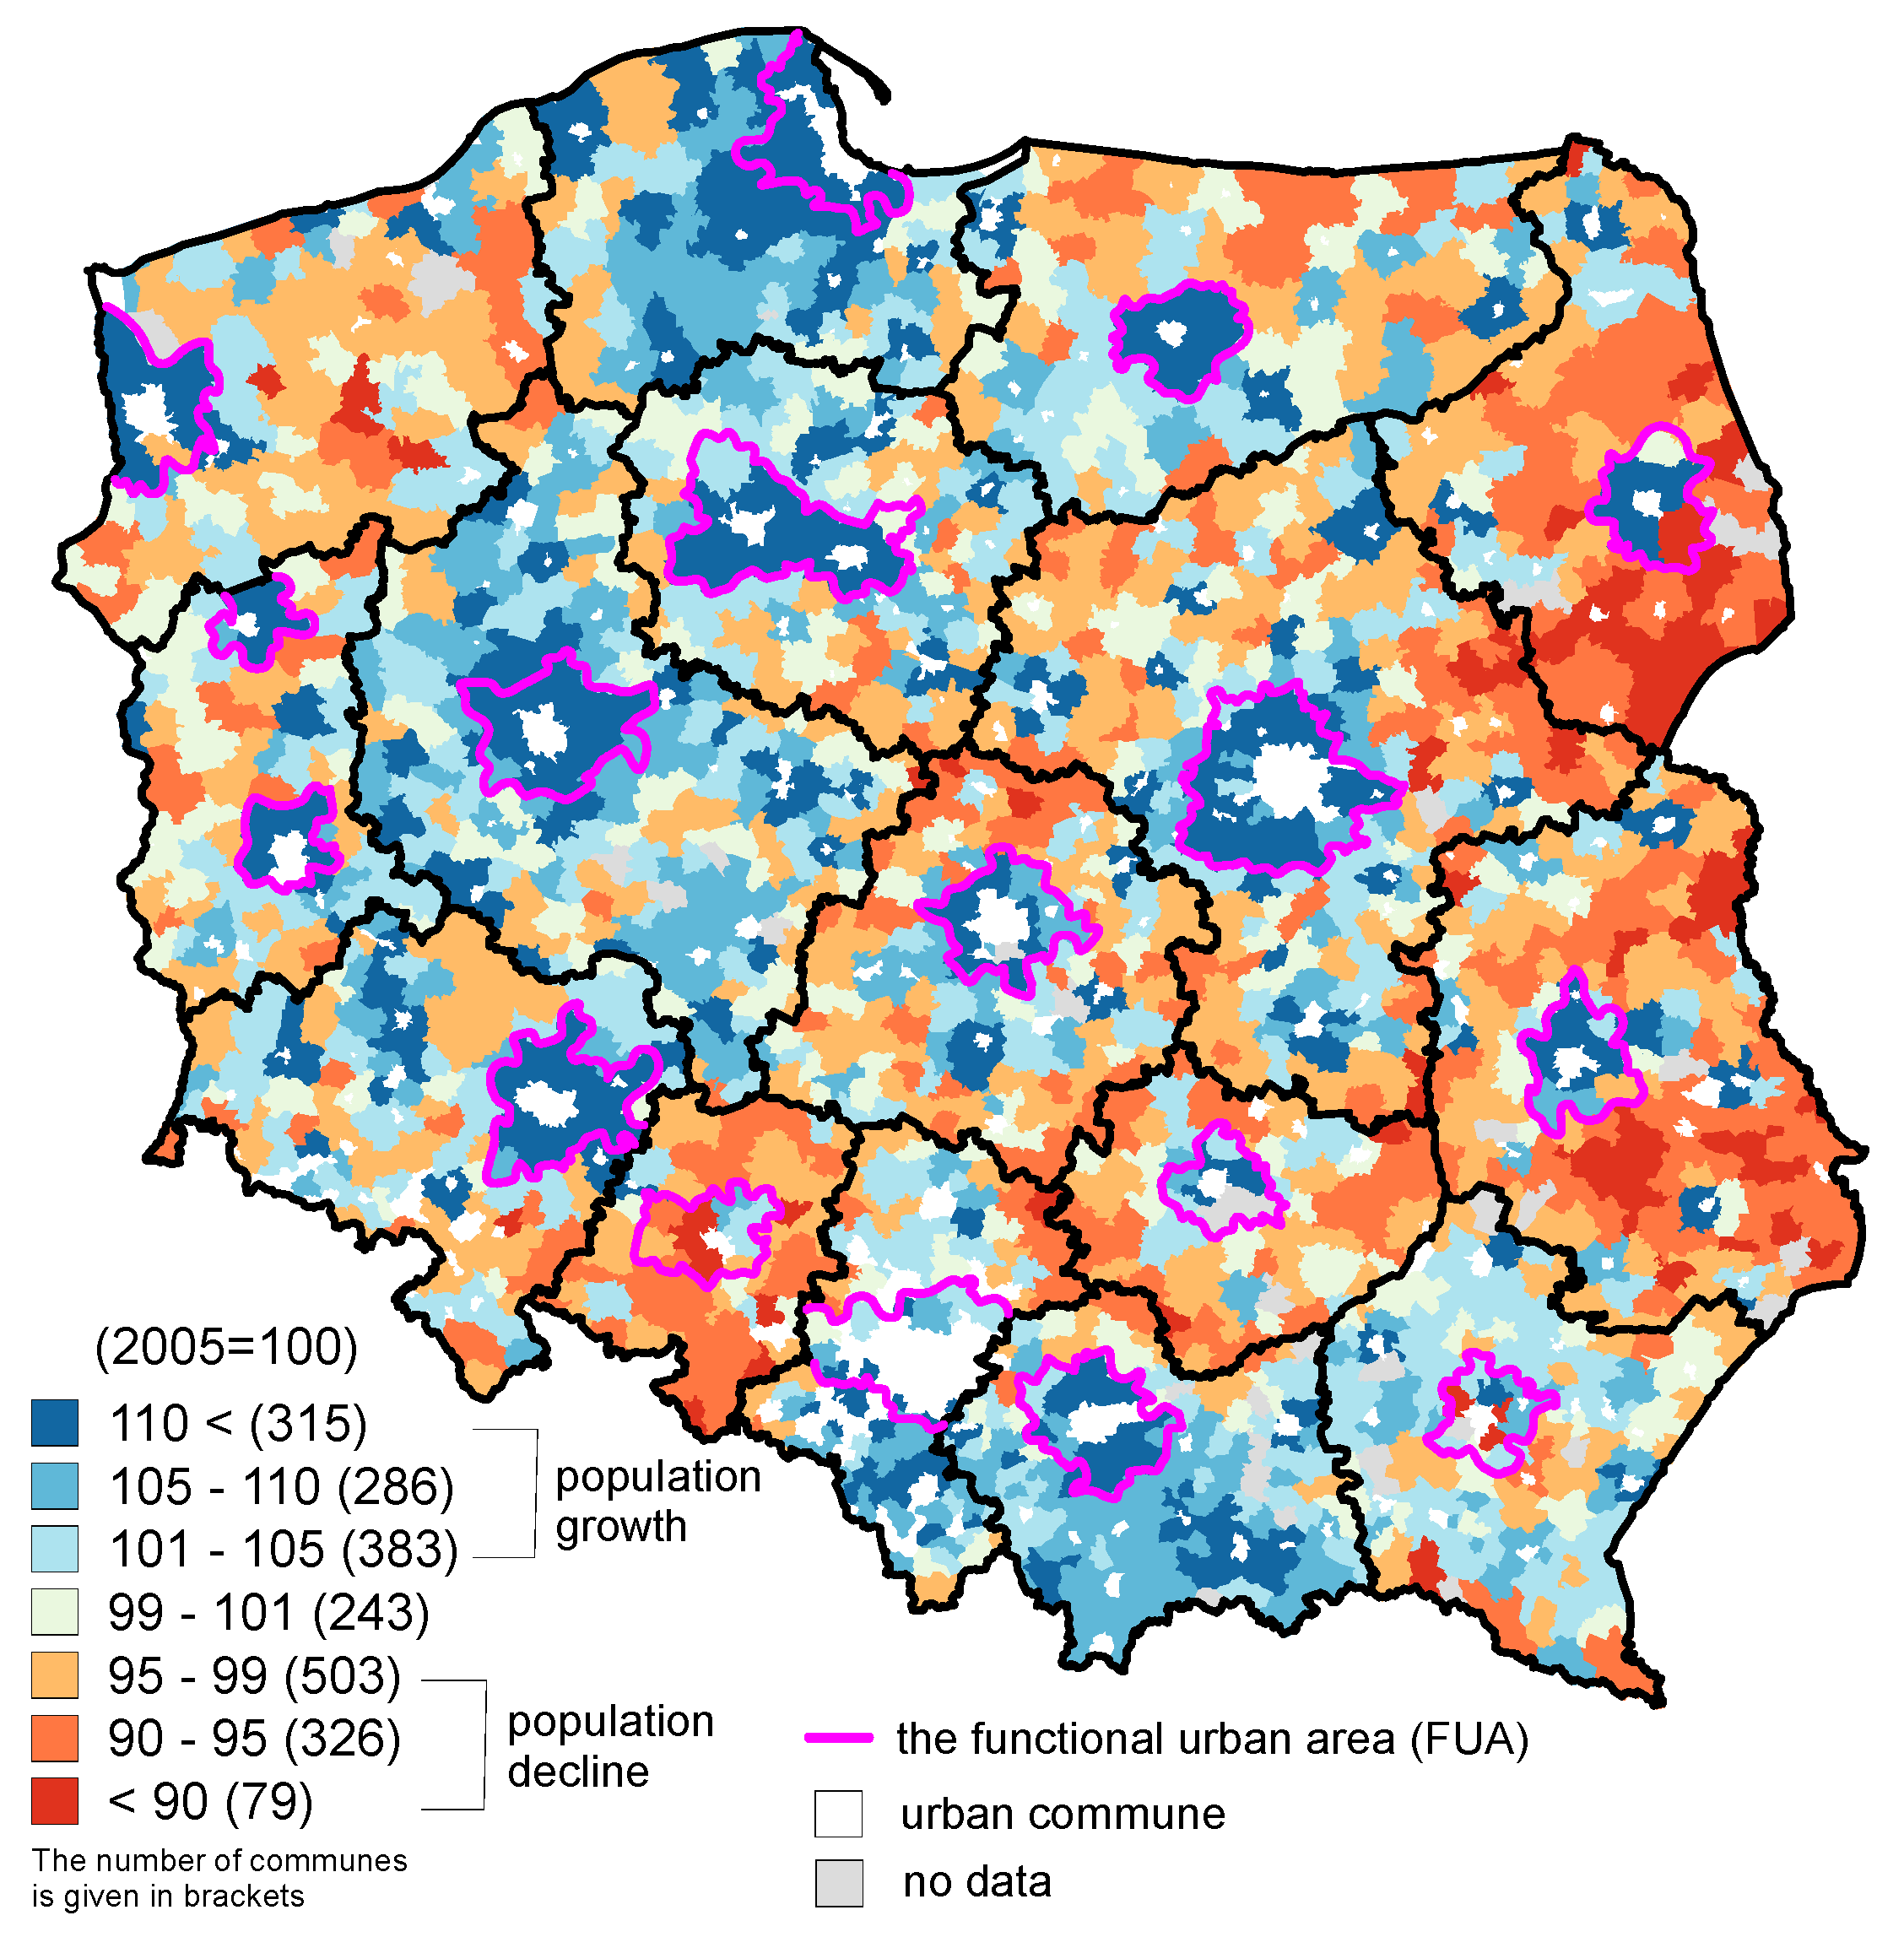 (2005=100)
110 < (315)
105 - 110 (286)
101 - 105 (383)
population
growth
99 - 101 (243)
95 - 99 (503)
90 - 95 (326)
< 90 (79)
population
decline
The number of communes
is given in brackets
the functional urban area (FUA)
urban commune
no data